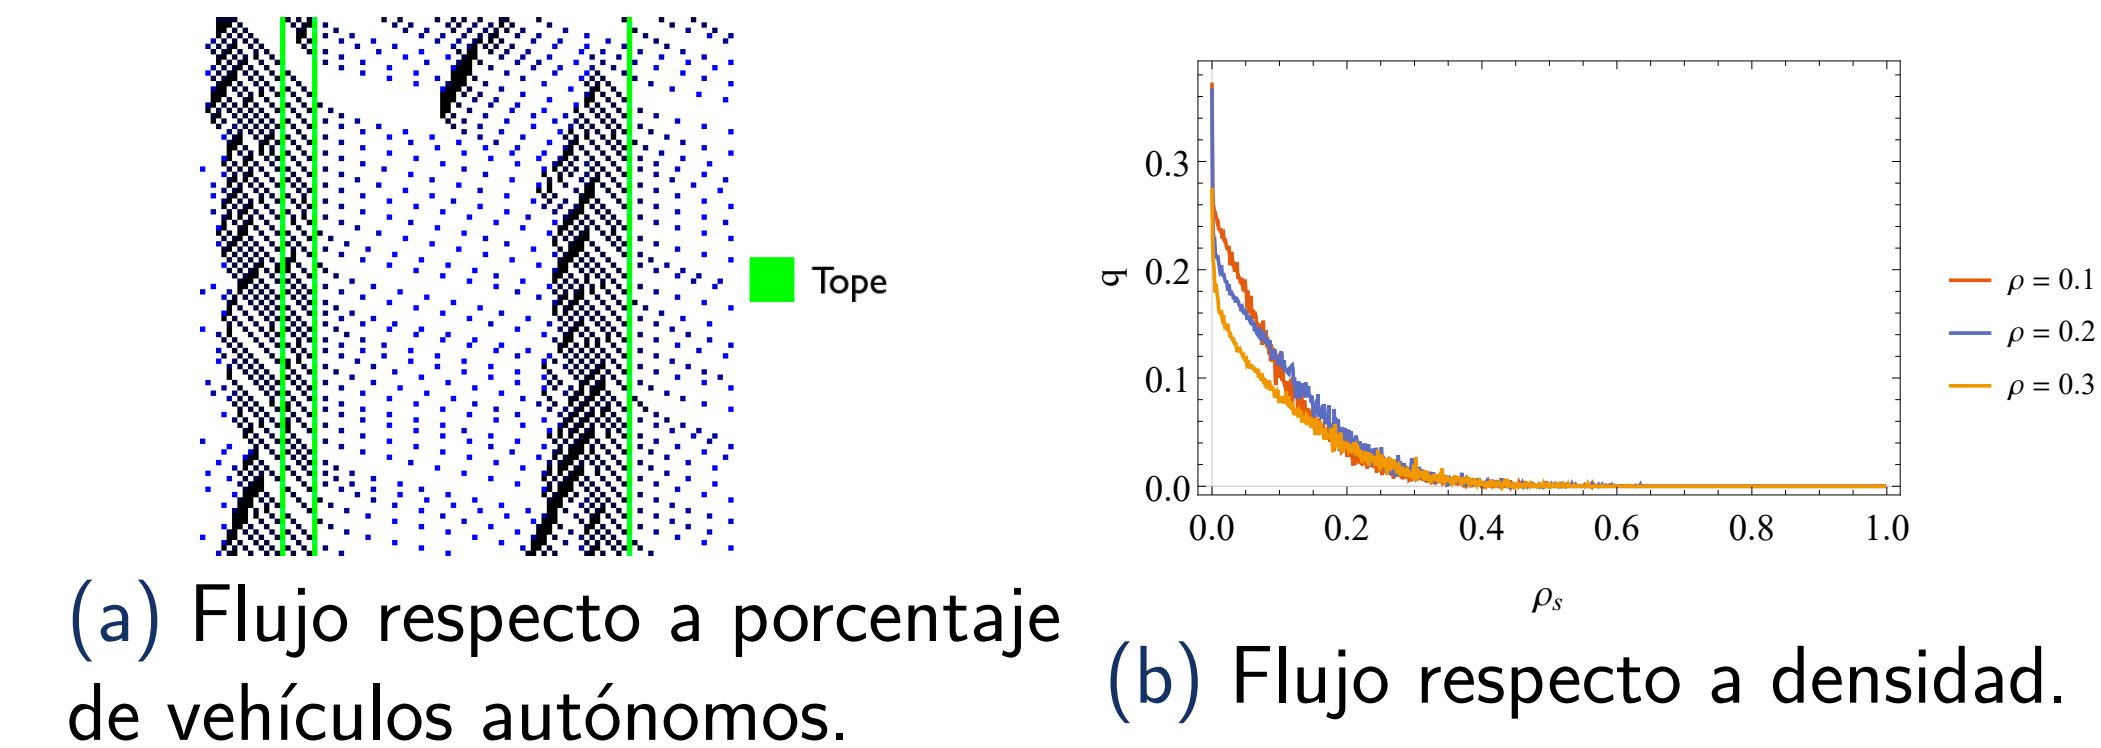 Tope
q
0.3
0.2
0.1
0.0
0.0 0.2 0.4 0.6 0.8 1.0
ρs
ρ = 0.1
ρ = 0.2
ρ = 0.3
(a) Flujo respecto a porcentaje
de vehículos autónomos.
(b) Flujo respecto a densidad.